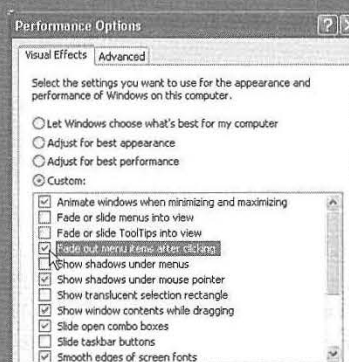 Performance Options
Visual Effects Advanced
Select the settings you want to use for the appearance and
performance of Windows on this computer.
Let Windows choose what's best for my computer
Adjust for best appearance
Adjust for best performance
Custom:
Animate windows when minimizing and maximizing
Fade or slide menus into view
Fade or slide ToolTips into view
Fade out menu items after clicking
Show shadows under menus
Show shadows under mouse pointer
Show translucent selection rectangle
Show window contents while dragging
Slide open combo boxes
Slide taskbar buttons
Smooth edges of screen fonts